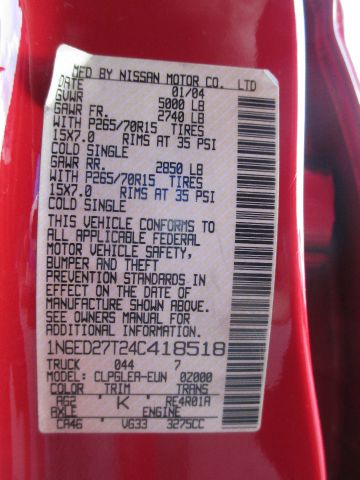 MFD BY NISSAN MOTOR CO. LTD
DATE 01/04
GVWR 5000 LB
GAWR FR. 2740 LB
WITH P265/70R15 TIRES
15X7.0 RIMS AT 35 PSI
COLD SINGLE
GAWR RR. 2850 LB
WITH P265/70R15 TIRES
15X7.0 RIMS AT 35 PSI
COLD SINGLE
THIS VEHICLE CONFORMS TO
ALL APPLICABLE FEDERAL
MOTOR VEHICLE SAFETY,
BUMPER AND THEFT
PREVENTION STANDARDS IN
EFFECT ON THE DATE OF
MANUFACTURE SHOWN ABOVE.
SEE OWNERS MANUAL FOR
ADDITIONAL INFORMATION.
1N6ED27T24C418518
TRUCK 044 7
MODEL: CLPGLEA-EUN 02000
COLOR TRIM TRANS
AG2 K RE4R01A
AXLE ENGINE
CA46 VG33 3275CC